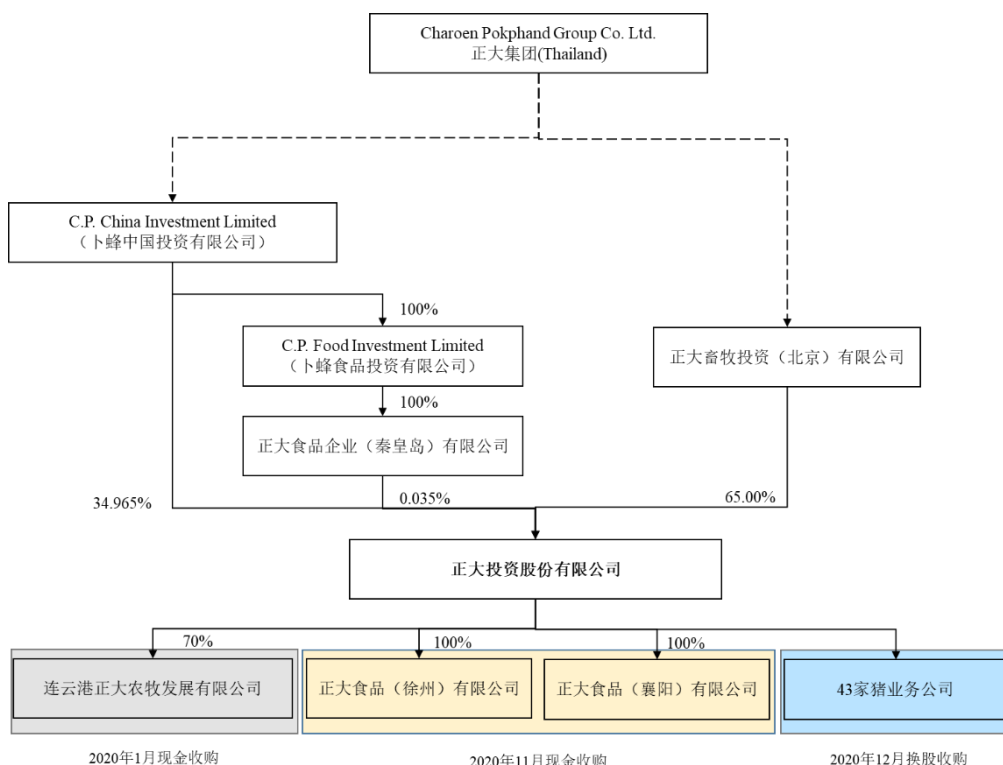 Charoen Pokphand Group Co. Ltd.
正大集团(Thailand)
C.P. China Investment Limited
（卜蜂中国投资有限公司）
100%
C.P. Food Investment Limited
（卜蜂食品投资有限公司）
正大畜牧投资（北京）有限公司
100%
正大食品企业（秦皇岛）有限公司
34.965%
0.035%
65.00%
正大投资股份有限公司
70%
100%
100%
连云港正大农牧发展有限公司
正大食品（徐州）有限公司
正大食品（襄阳）有限公司
43家猪业务公司
2020年1月现金收购
2020年11月现金收购
2020年12月换股收购